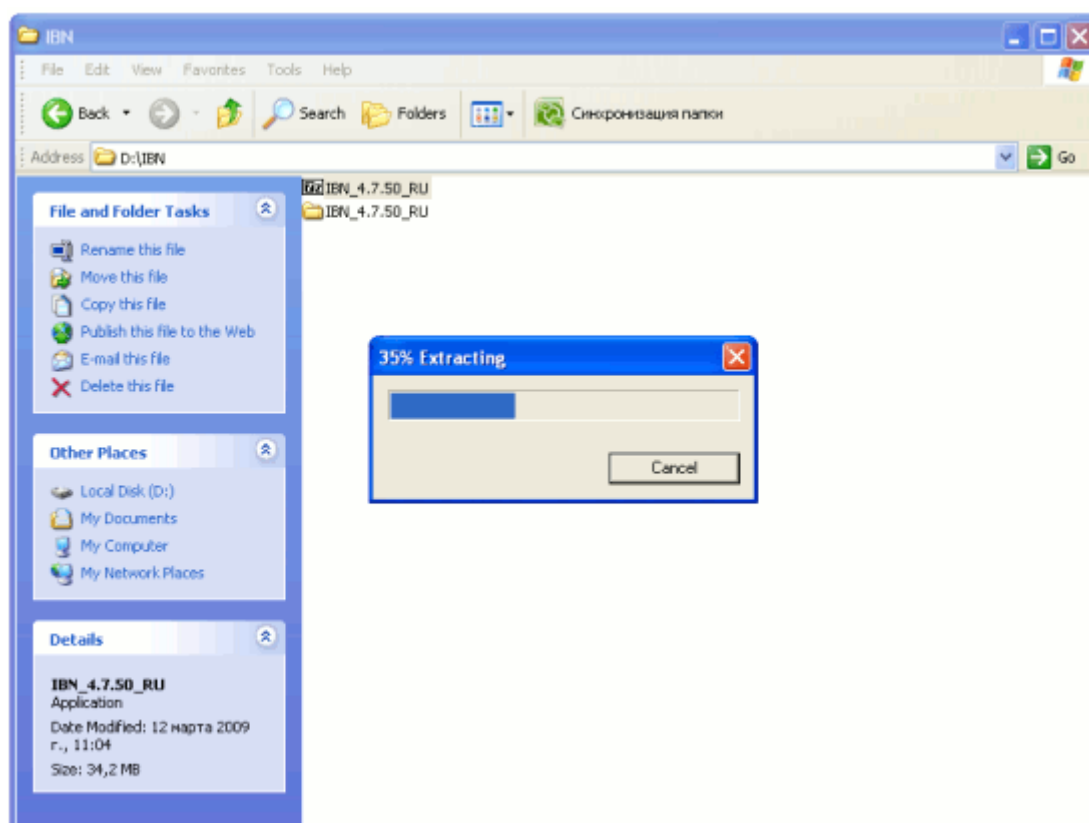 IBN
File Edit View Favorites Tools Help
Back Search Folders Синхронизация папки
Address D:\IBN Go
File and Folder Tasks
Rename this file
Move this file
Copy this file
Publish this file to the Web
E-mail this file
Delete this file
Other Places
Local Disk (D:)
My Documents
My Computer
My Network Places
Details
IBN_4.7.50_RU
Application
Date Modified: 12 марта 2009
г., 11:04
Size: 34,2 MB
IBN_4.7.50_RU
IBN_4.7.50_RU
35% Extracting
Cancel